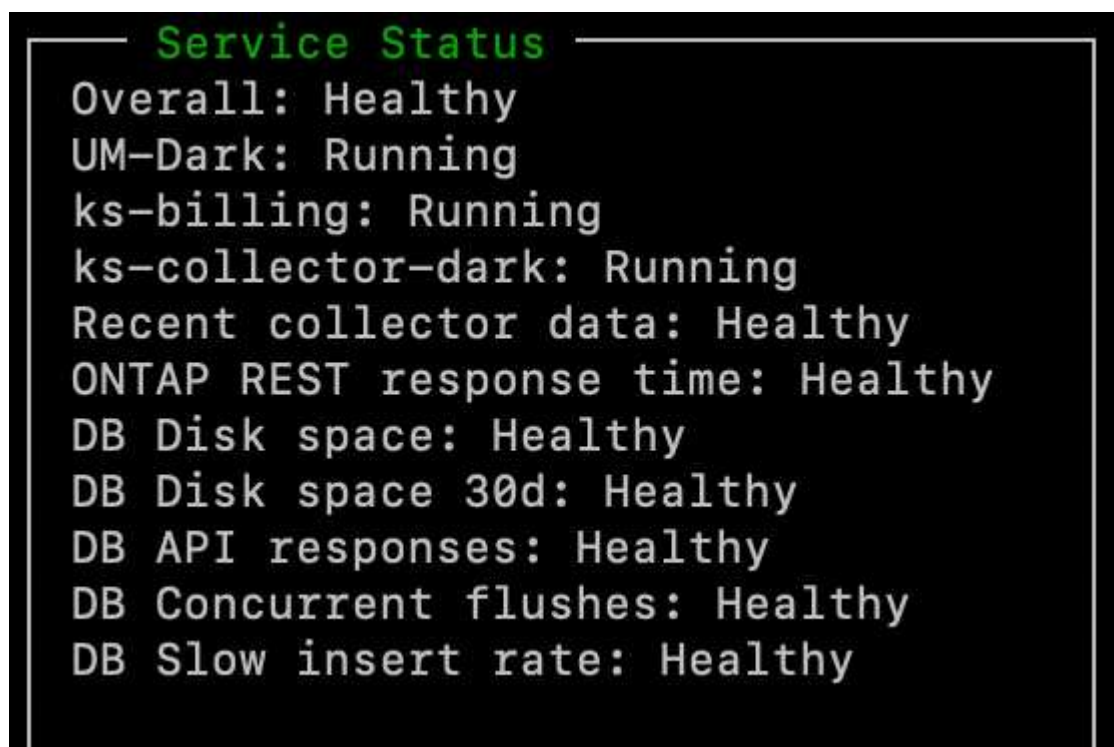 Service Status
Overall: Healthy
UM-Dark: Running
ks-billing: Running
ks-collector-dark: Running
Recent collector data: Healthy
ONTAP REST response time: Healthy
DB Disk space: Healthy
DB Disk space 30d: Healthy
DB API responses: Healthy
DB Concurrent flushes: Healthy
DB Slow insert rate: Healthy